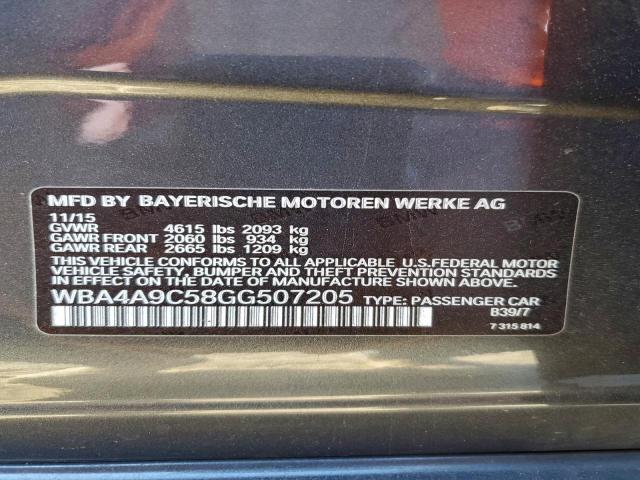 MFD BY BAYERISCHE MOTOREN WERKE AG
11/15
GVWR 4615 lbs 2093 kg
GAWR FRONT 2060 lbs 934 kg
GAWR REAR 2665 lbs 1209 kg
THIS VEHICLE CONFORMS TO ALL APPLICABLE U.S.FEDERAL MOTOR
VEHICLE SAFETY, BUMPER, AND THEFT PREVENTION STANDARDS
IN EFFECT ON THE DATE OF MANUFACTURE SHOWN ABOVE.
WBA4A9C58GG507205 TYPE: PASSENGER CAR
B39/7
7 315 814